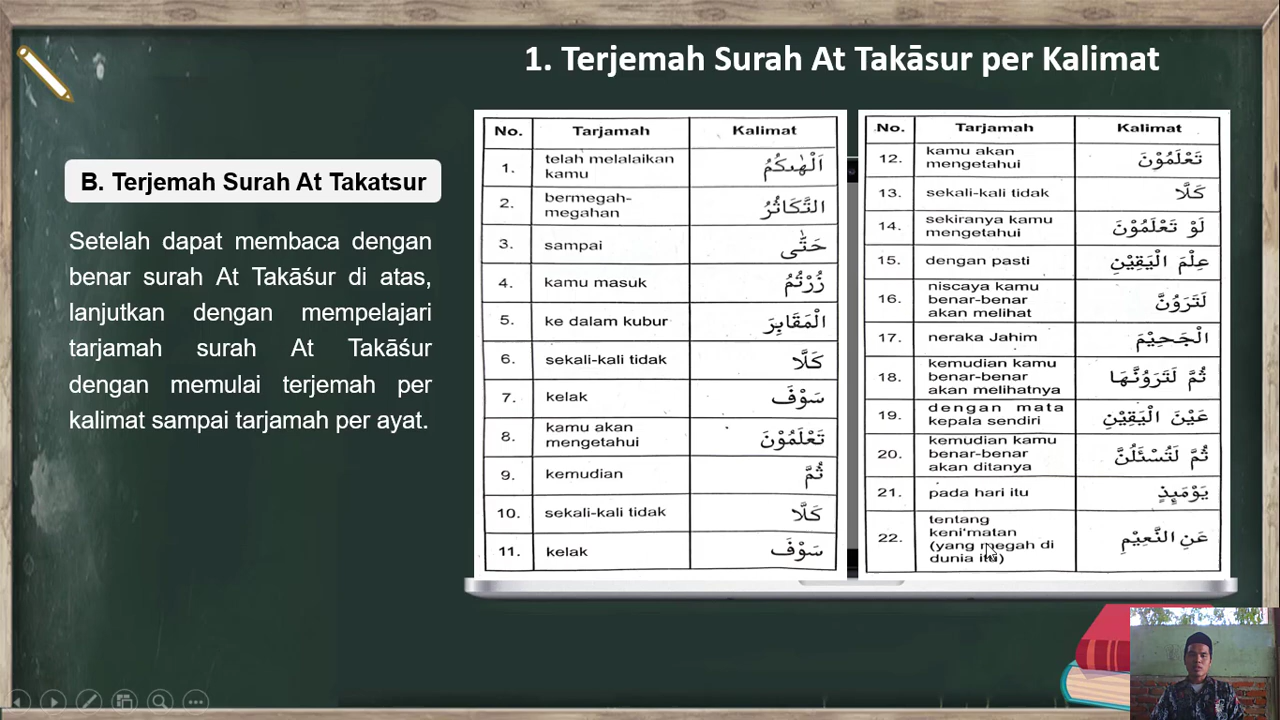 1. Terjemah Surah At Takāsur per Kalimat
B. Terjemah Surah At Takatsur
Setelah dapat membaca dengan
benar surah At Takāśur di atas,
lanjutkan dengan mempelajari
tarjamah surah At Takāśur
dengan memulai terjemah per
kalimat sampai tarjamah per ayat.
No. Tarjamah Kalimat
1. telah melalaikan اَلْهٰىكُمُ
kamu
2. bermegah- التَّكَاثُرُ
megahan
3. sampai حَتّٰى
4. kamu masuk زُرْتُمُ
5. ke dalam kubur الْمَقَابِرَ
6. sekali-kali tidak كَلَّا
7. kelak سَوْفَ
8. kamu akan تَعْلَمُوْنَ
mengetahui
9. kemudian ثُمَّ
10. sekali-kali tidak كَلَّا
11. kelak سَوْفَ
No. Tarjamah Kalimat
12. kamu akan تَعْلَمُوْنَ
mengetahui
13. sekali-kali tidak كَلَّا
14. sekiranya kamu لَوْ تَعْلَمُوْنَ
mengetahui
15. dengan pasti عِلْمَ الْيَقِيْنِ
16. niscaya kamu لَتَرَوُنَّ
benar-benar
akan melihat
17. neraka Jahim الْجَحِيْمَ
18. kemudian kamu ثُمَّ لَتَرَوُنَّهَا
benar-benar
akan melihatnya
19. dengan mata عَيْنَ الْيَقِيْنِ
kepala sendiri
20. kemudian kamu ثُمَّ لَتُسْـَٔلُنَّ
benar-benar
akan ditanya
21. pada hari itu يَوْمَىِٕذٍ
22. tentang عَنِ النَّعِيْمِ
keni'matan
(yang megah di
dunia itu)